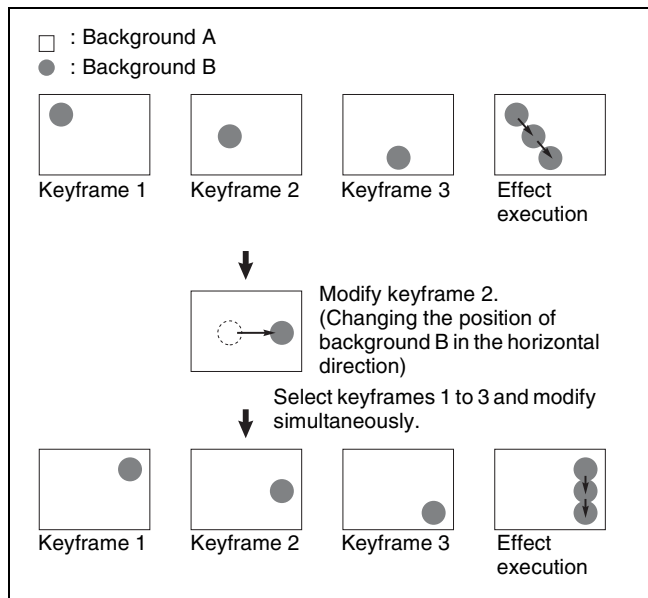 : Background A
: Background B
Keyframe 1
Keyframe 2
Keyframe 3
Effect
execution
Modify keyframe 2.
(Changing the position of
background B in the horizontal
direction)
Select keyframes 1 to 3 and modify
simultaneously.
Keyframe 1
Keyframe 2
Keyframe 3
Effect
execution